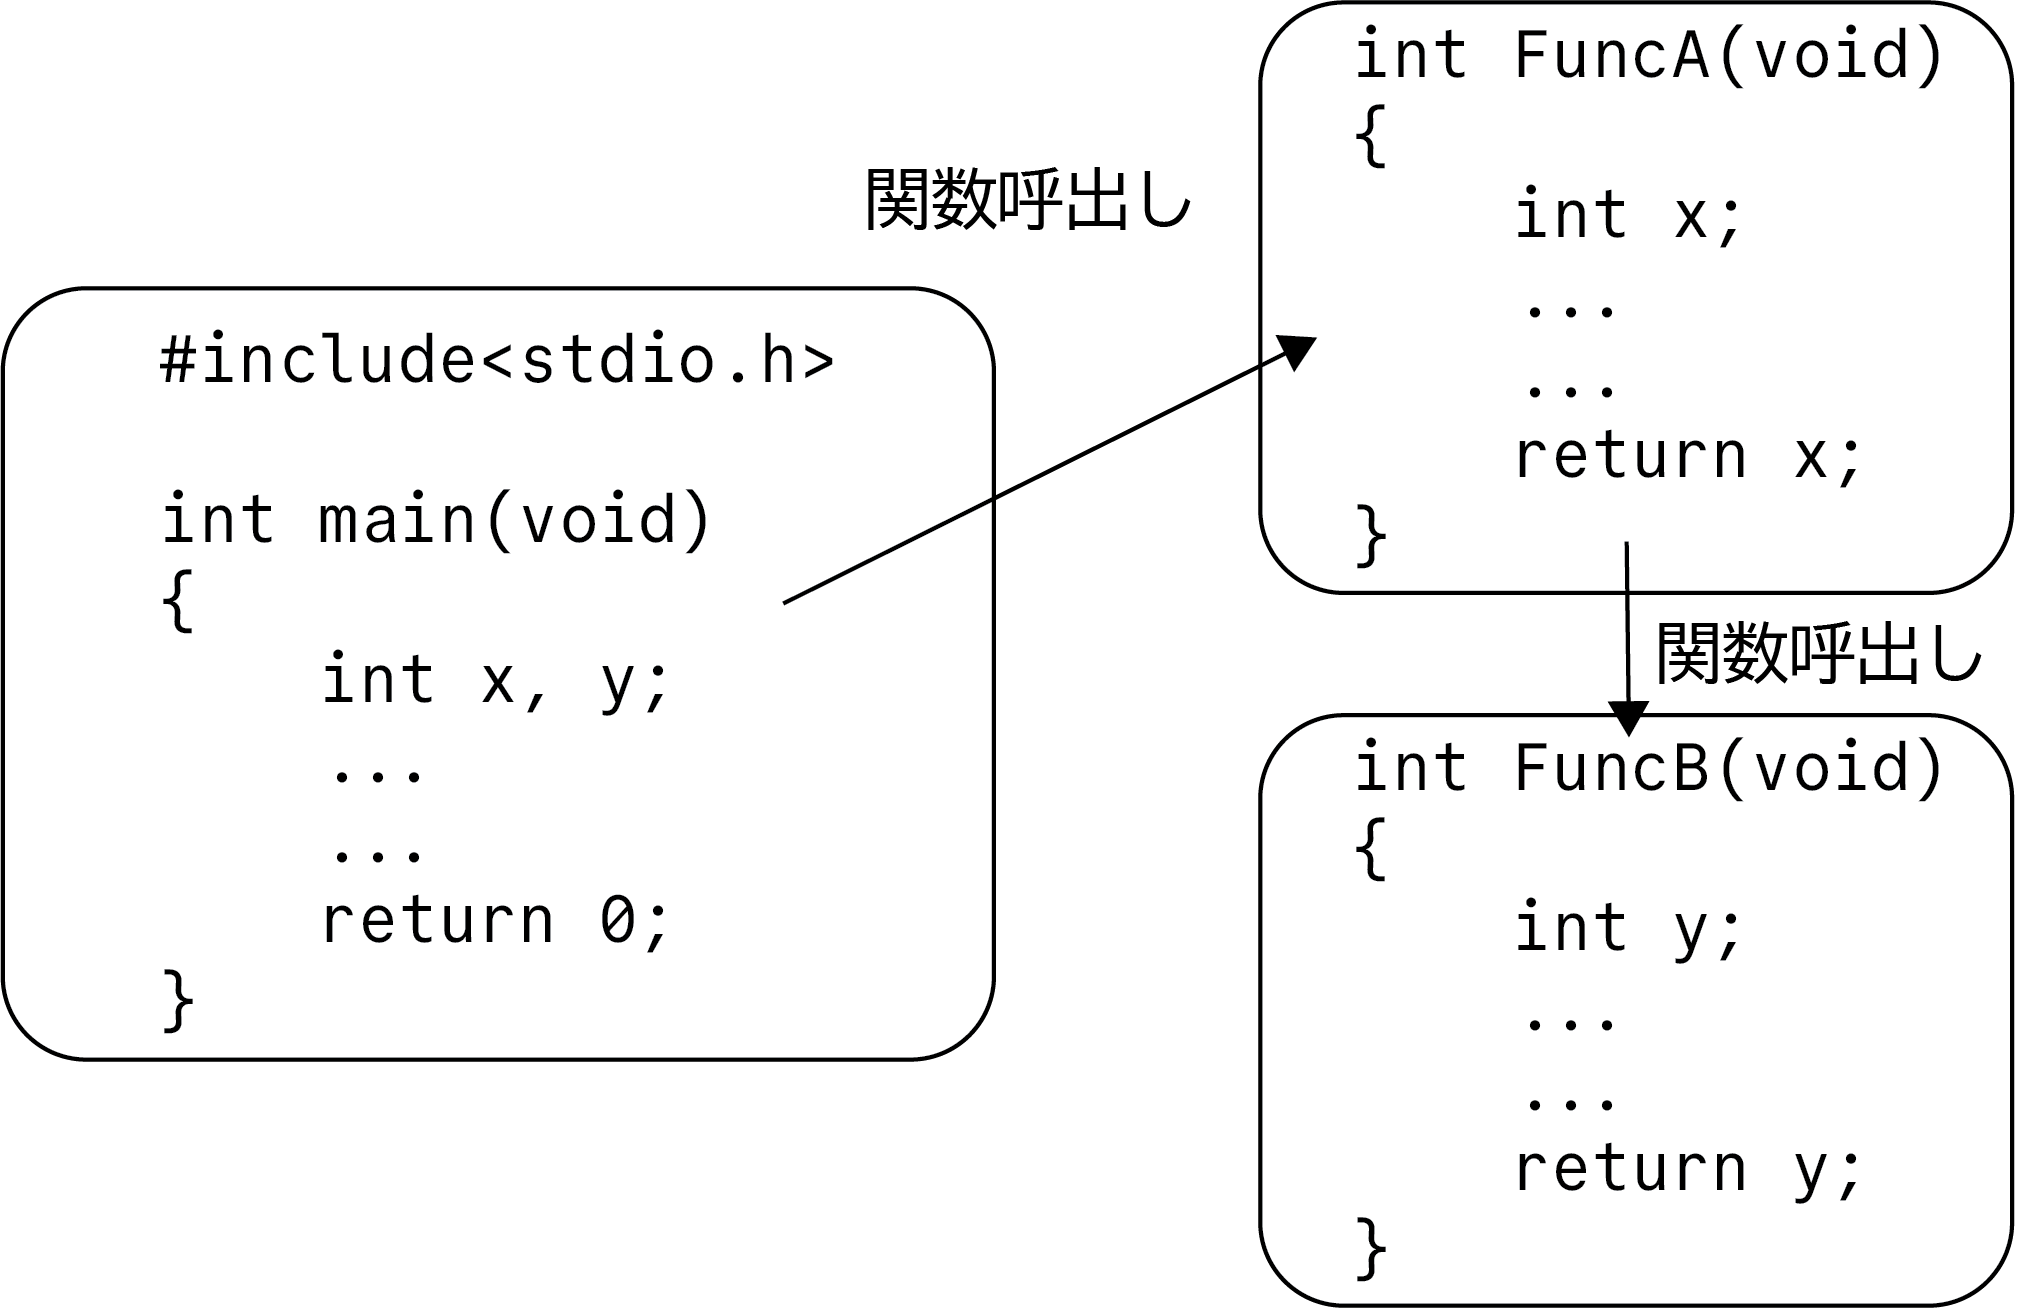 #include<stdio.h>
int main(void)
{
int x, y;
...
...
return 0;
}
関数呼出し
int FuncA(void)
{
int x;
...
...
return x;
}
関数呼出し
int FuncB(void)
{
int y;
...
...
return y;
}